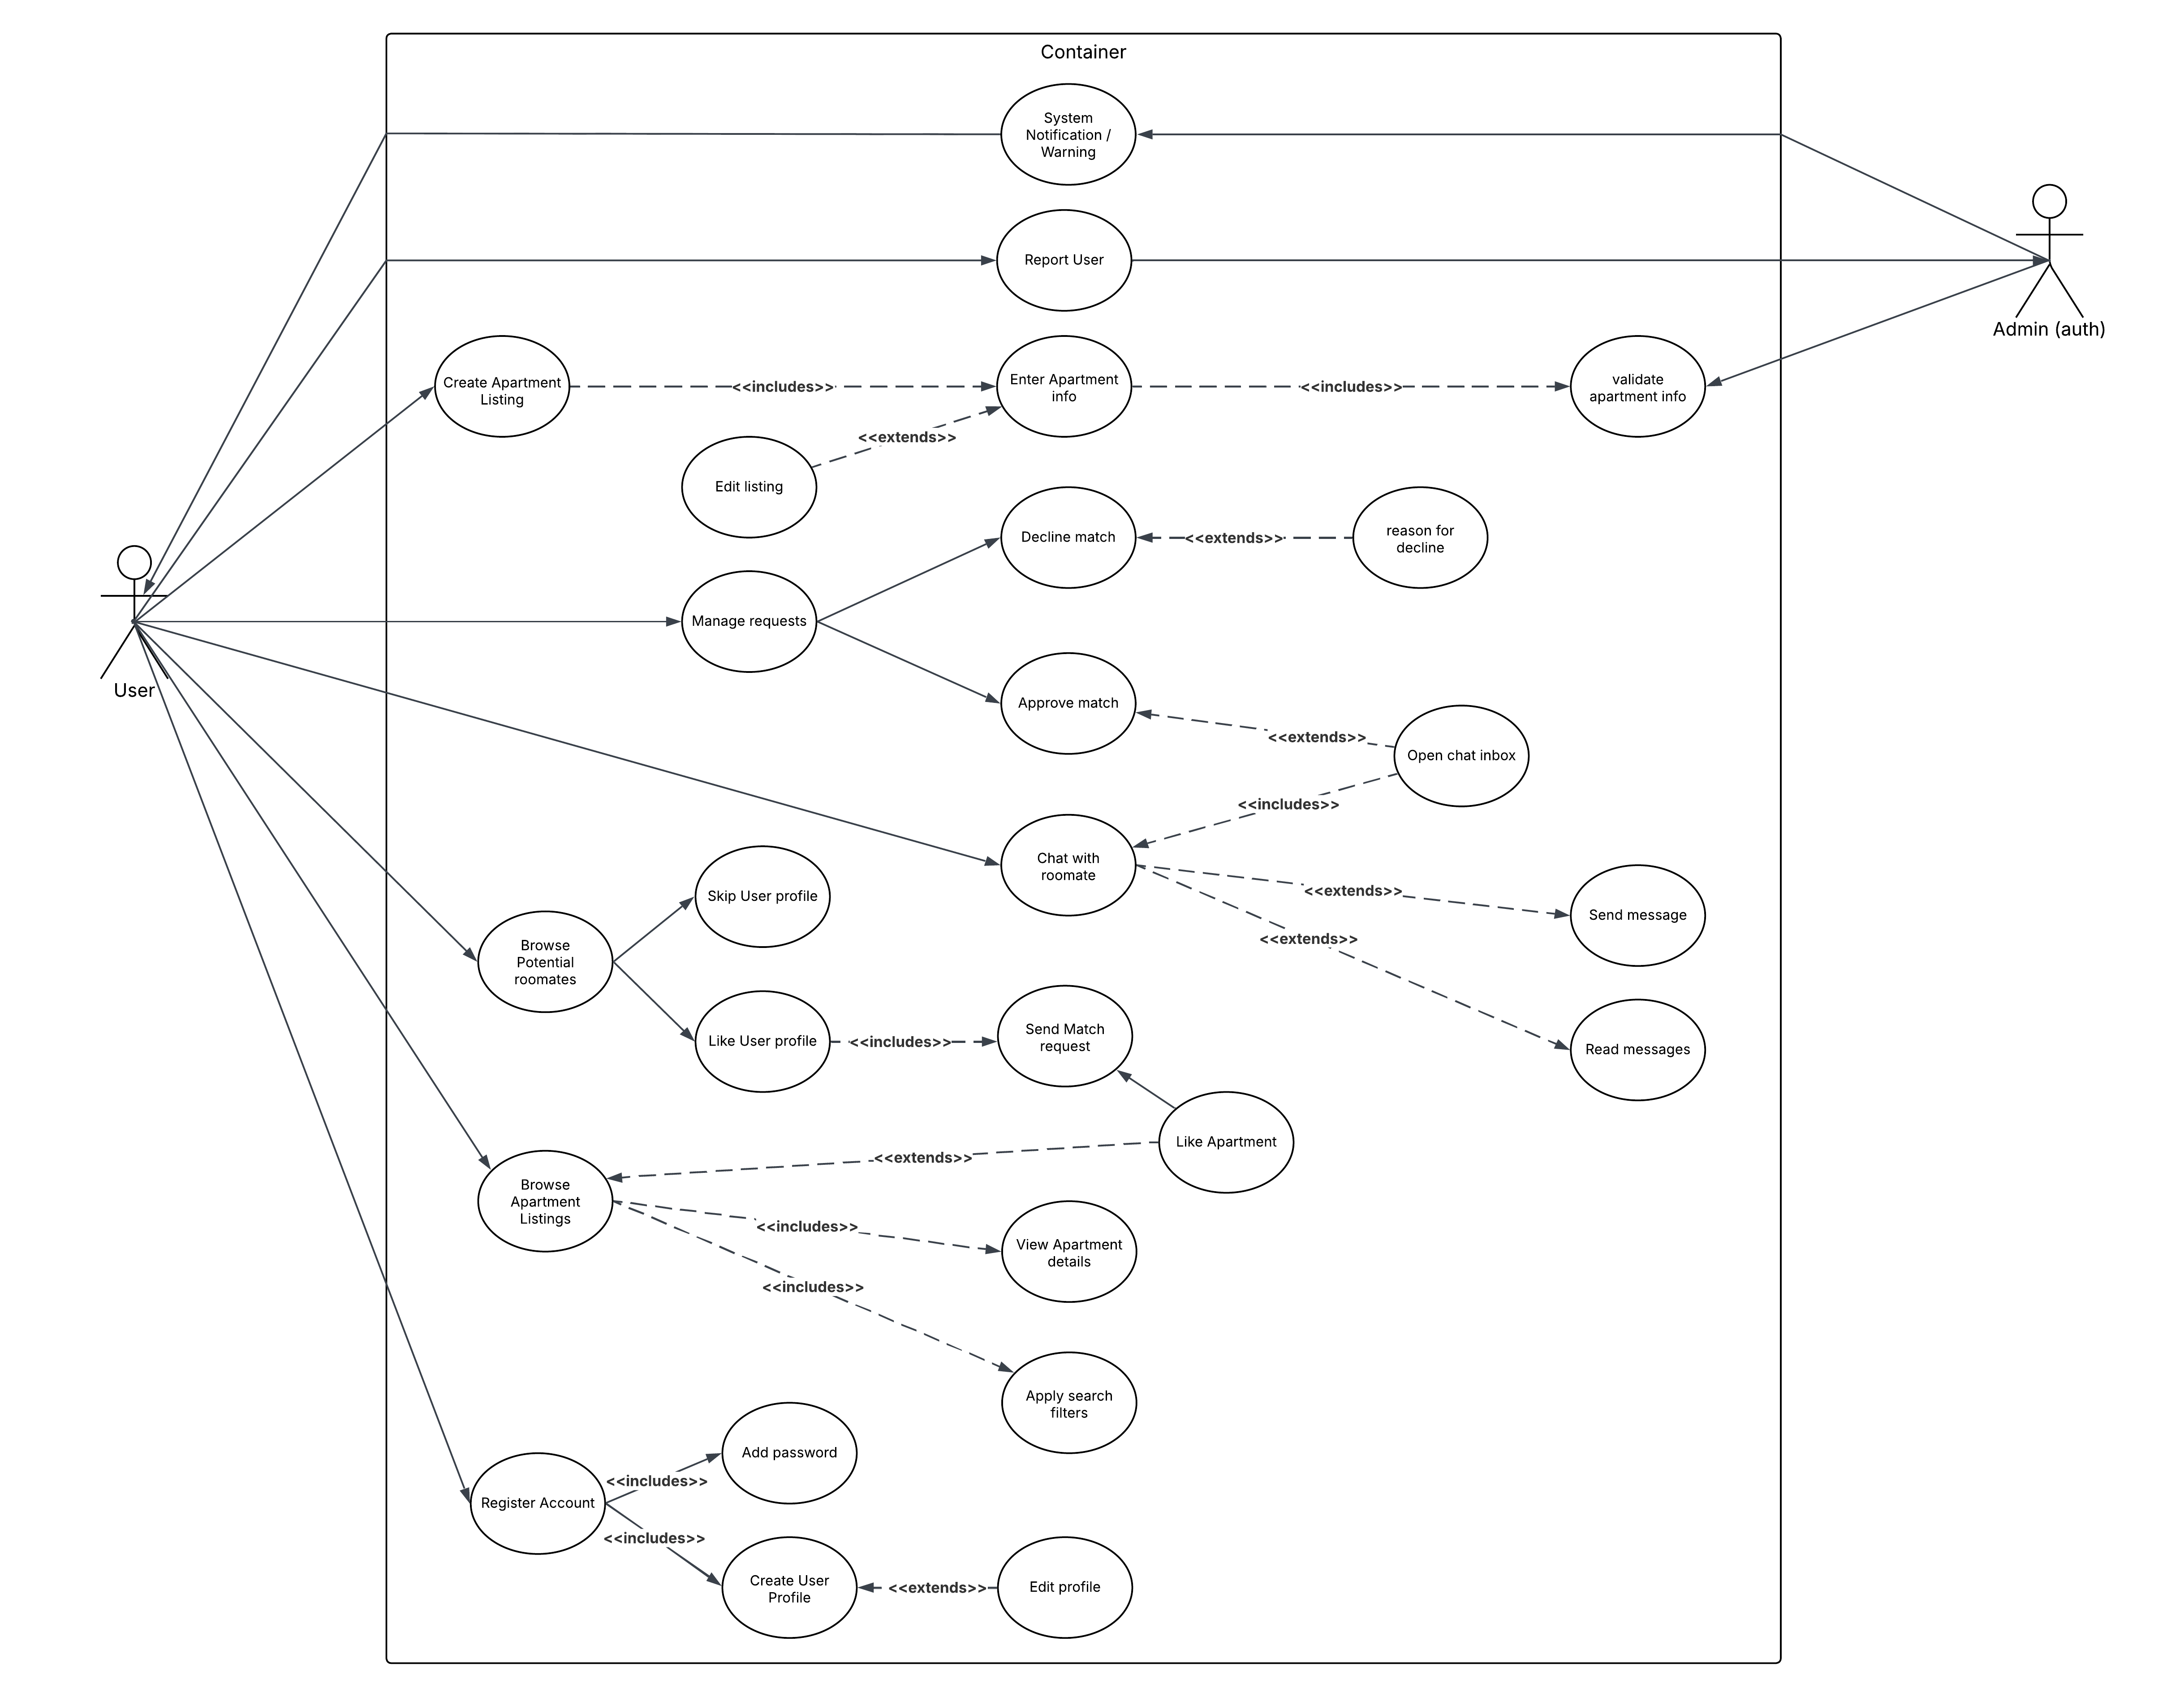 Container
System
Notification /
Warning
Report User
Admin (auth)
Create Apartment
Listing
<<includes>>
Enter Apartment
info
<<includes>>
validate
apartment info
<<extends>>
Edit listing
Decline match
<<extends>>
reason for
decline
Manage requests
User
Approve match
<<extends>>
Open chat inbox
<<includes>>
Chat with
roomate
Skip User profile
<<extends>>
Send message
<<extends>>
Browse
Potential
roomates
Like User profile
<<includes>>
Send Match
request
Read messages
Like Apartment
<<extends>>
Browse
Apartment
Listings
<<includes>>
View Apartment
details
<<includes>>
Apply search
filters
Add password
<<includes>>
Register Account
<<includes>>
Create User
Profile
<<extends>>
Edit profile